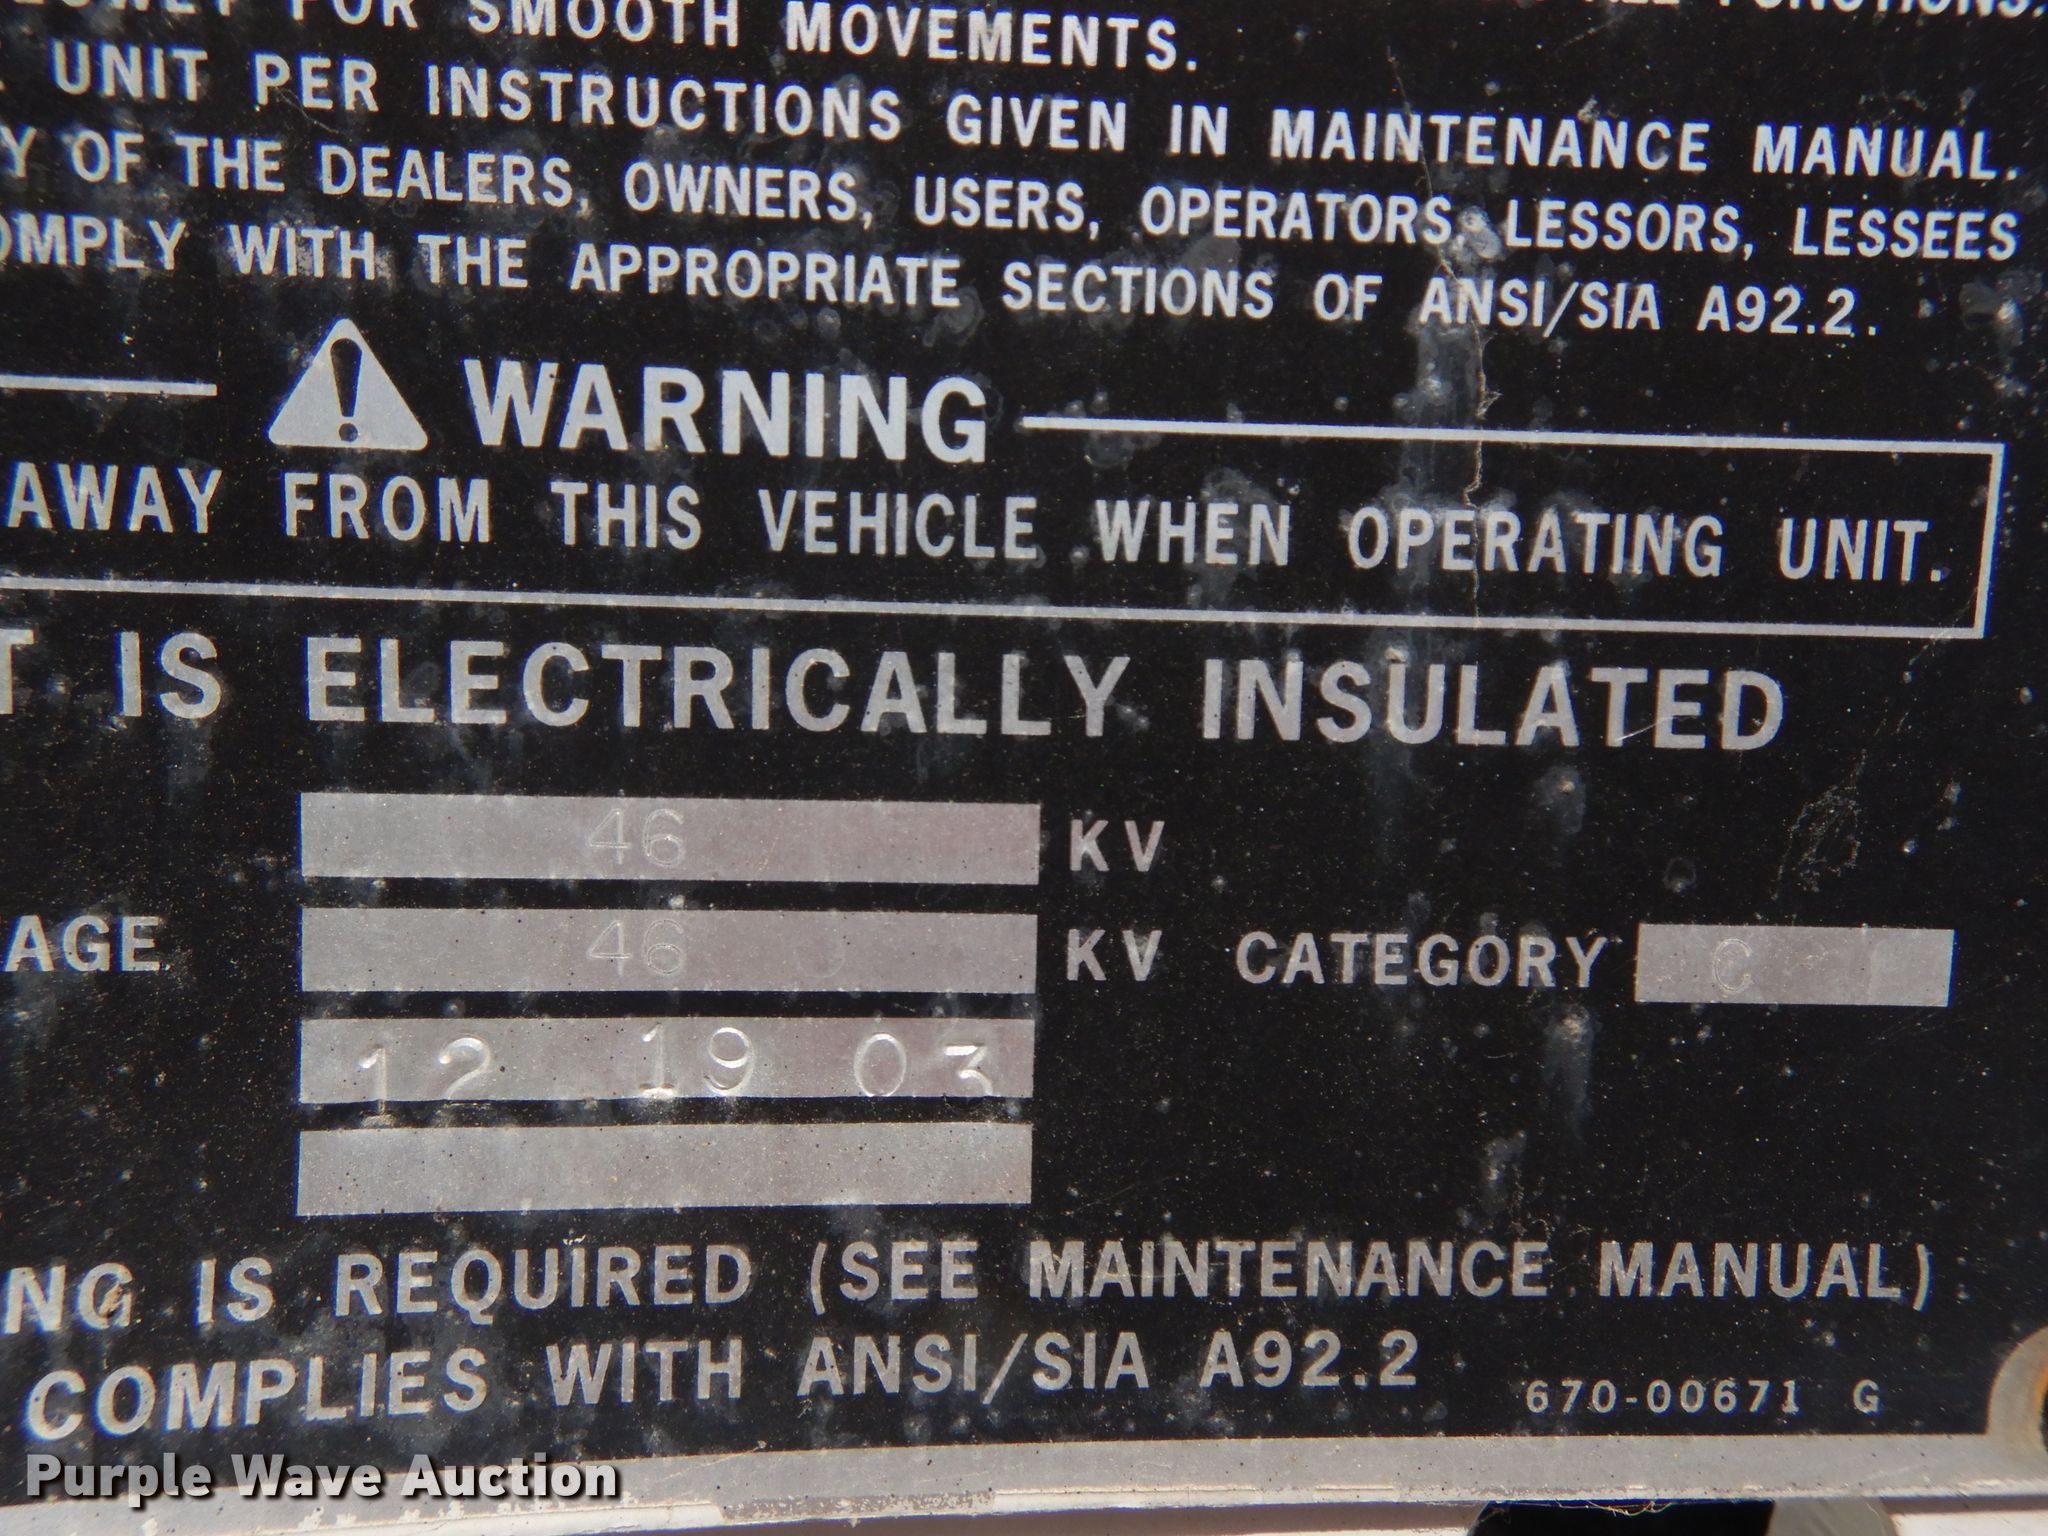 FOR SMOOTH MOVEMENTS.
UNIT PER INSTRUCTIONS GIVEN IN MAINTENANCE MANUAL.
Y OF THE DEALERS, OWNERS, USERS, OPERATORS, LESSORS, LESSEES
OMPLY WITH THE APPROPRIATE SECTIONS OF ANSI/SIA A92.2.
WARNING
AWAY FROM THIS VEHICLE WHEN OPERATING UNIT.
T IS ELECTRICALLY INSULATED
46 KV
AGE 46 KV CATEGORY C
12 19 03
NG IS REQUIRED (SEE MAINTENANCE MANUAL)
COMPLIES WITH ANSI/SIA A92.2
670-00671 G
Purple Wave Auction